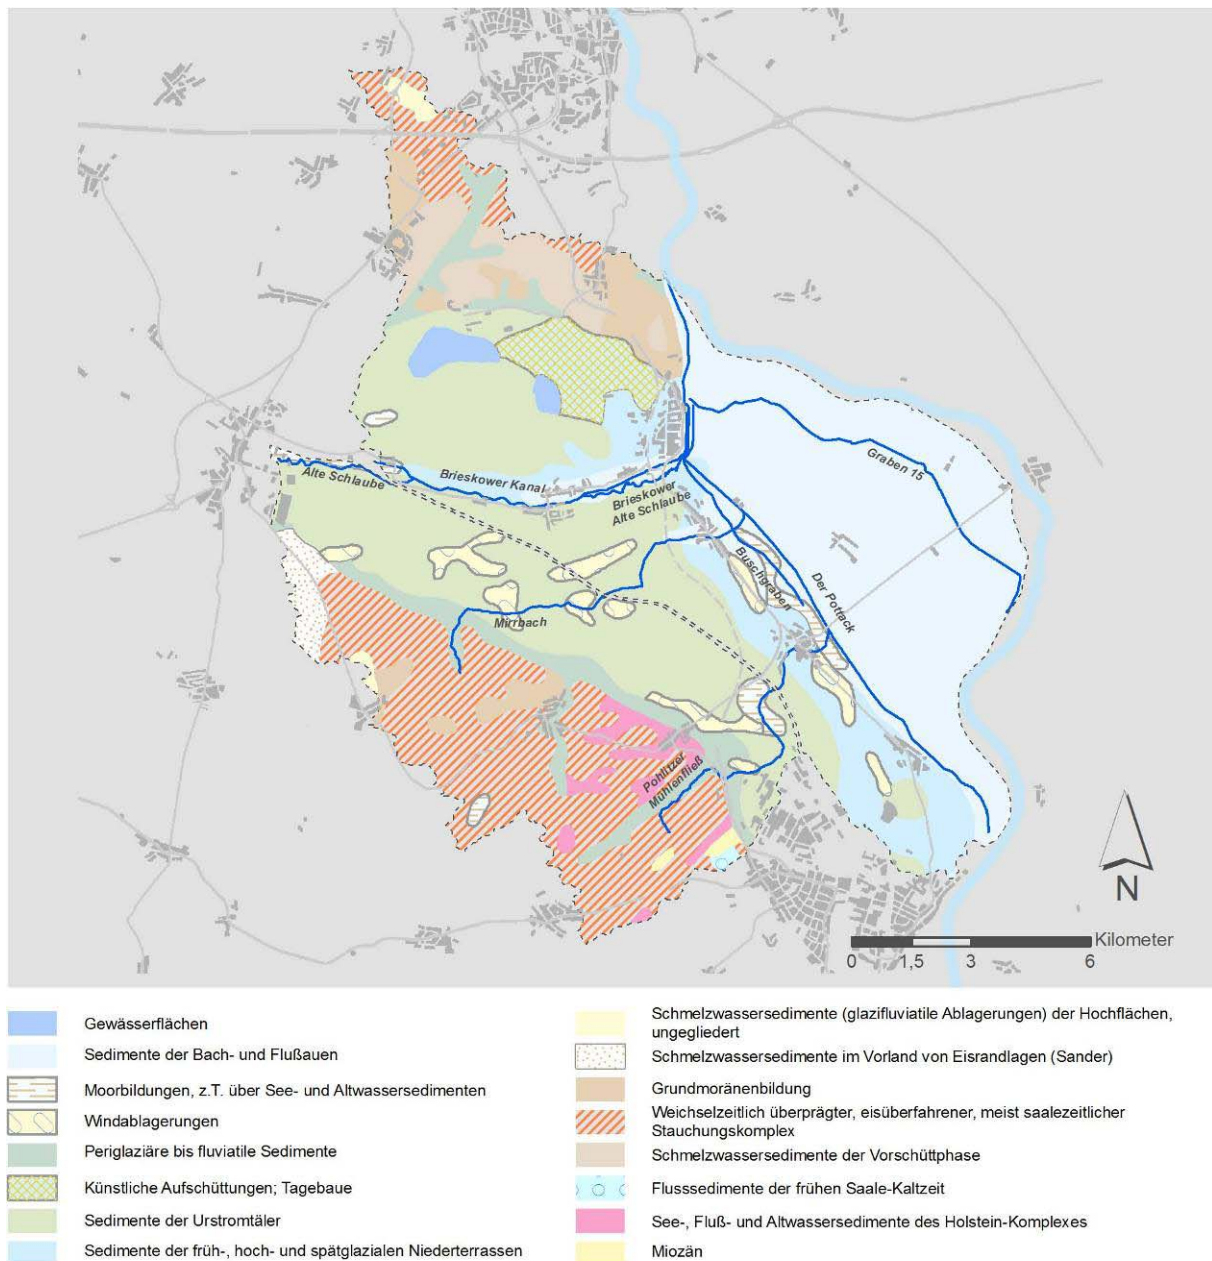 Graben 15
Alte Schlaube
Brieskower Kanal
Brieskower
Alte Schlaube
Buschgraben
Der Pottack
Mirrbach
Pohlitzer
Mühlenfließ
N
Kilometer
0 1,5 3 6
Gewässerflächen
Sedimente der Bach- und Flußauen
Moorbildungen, z.T. über See- und Altwassersedimenten
Windablagerungen
Periglaziäre bis fluviatile Sedimente
Künstliche Aufschüttungen; Tagebaue
Sedimente der Urstromtäler
Sedimente der früh-, hoch- und spätglazialen Niederterrassen
Schmelzwassersedimente (glazifluviatile Ablagerungen) der Hochflächen,
ungegliedert
Schmelzwassersedimente im Vorland von Eisrandlagen (Sander)
Grundmoränenbildung
Weichselzeitlich überprägter, eisüberfahrener, meist saalezeitlicher
Stauchungskomplex
Schmelzwassersedimente der Vorschüttphase
Flusssedimente der frühen Saale-Kaltzeit
See-, Fluß- und Altwassersedimente des Holstein-Komplexes
Miozän